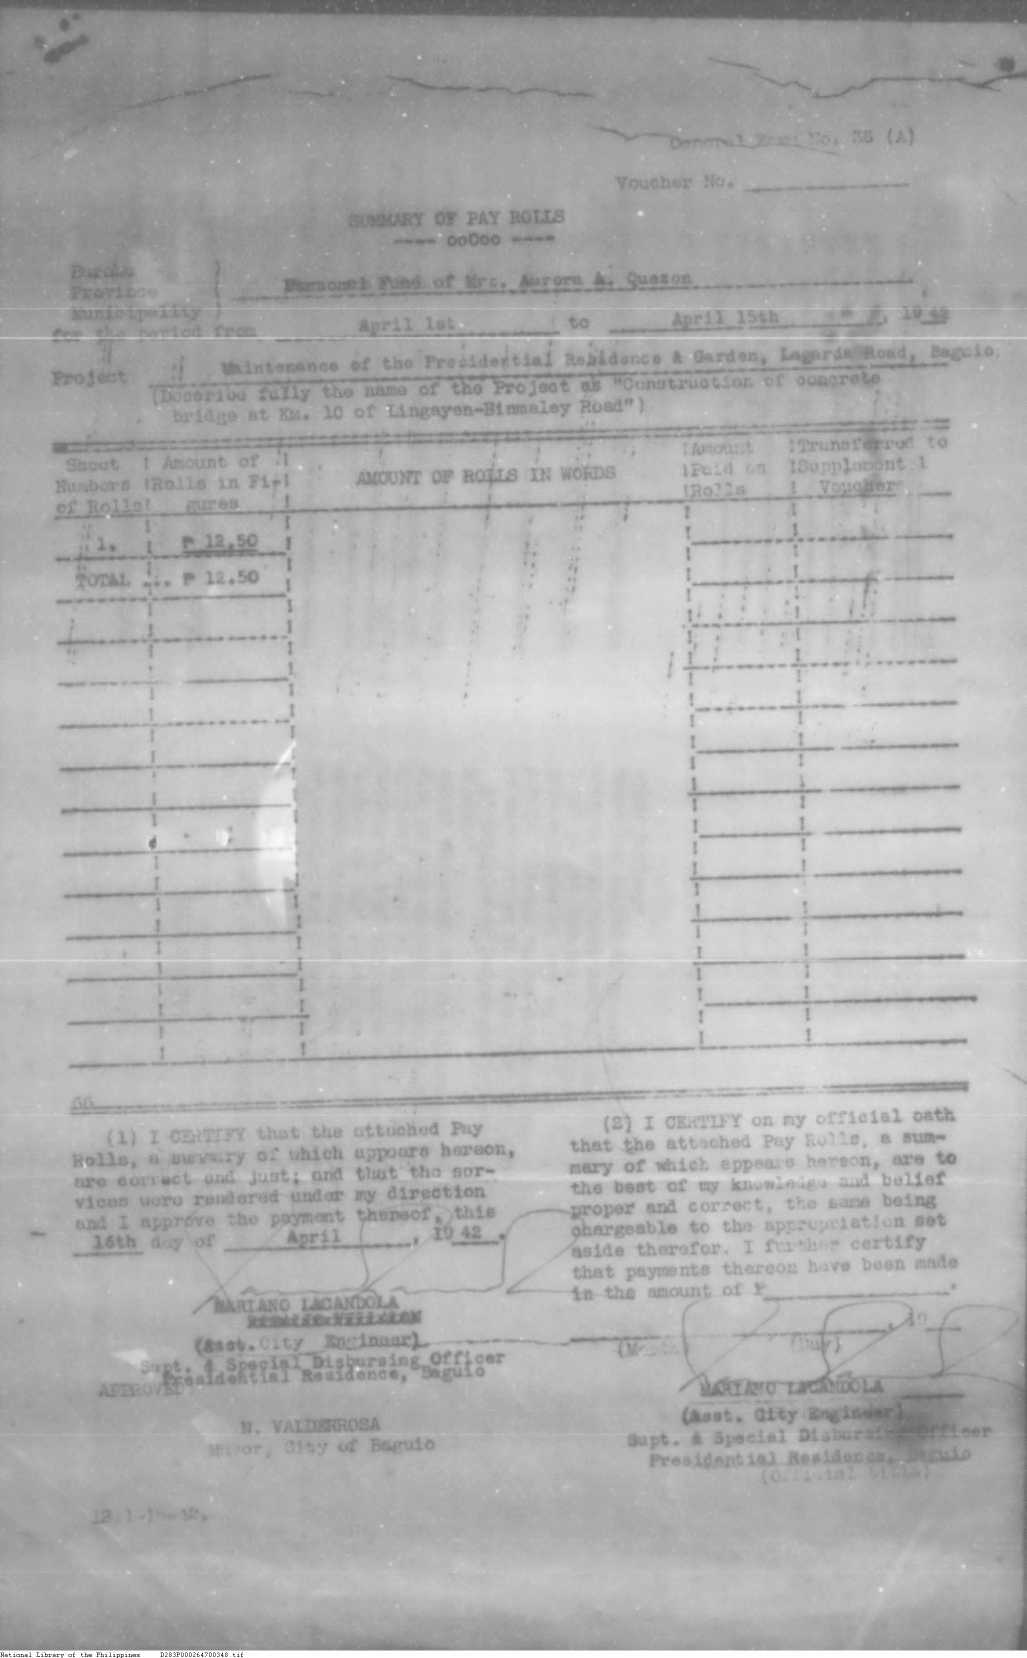 General Form No. 35 (A)
Voucher No.
SUMMARY OF PAY ROLLS
---- ooOoo ----
Bureau
Province
Municipality
Personal Fund of Mrs. Aurora A. Quezon
for the period from April 1st to April 15th , 1942
Project Maintenance of the Presidential Residence & Garden, Lagarda Road, Baguio.
(Describe fully the name of the Project as "Construction of concrete
bridge at Km. 10 of Lingayen-Binmaley Road")
Sheet Numbers of Rolls
Amount of Rolls in Figures
AMOUNT OF ROLLS IN WORDS
Amount Paid on Rolls
Transferred to Supplement l Voucher
1. ₱ 12.50
TOTAL ... ₱ 12.50
(1) I CERTIFY that the attached Pay
Rolls, a summary of which appears hereon,
are correct and just; and that the ser-
vices were rendered under my direction
and I approve the payment thereof, this
16th day of April, 1942.
MARIANO LACANDOLA
(Asst. City Engineer)
Supt. & Special Disbursing Officer
Presidential Residence, Baguio
APPROVED
N. VALDERROSA
Mayor, City of Baguio
(2) I CERTIFY on my official oath
that the attached Pay Rolls, a sum-
mary of which appears hereon, are to
the best of my knowledge and belief
proper and correct, the same being
chargeable to the appropriation set
aside therefor. I further certify
that payments thereon have been made
in the amount of ₱ .
, 19
(Month) (Day)
MARIANO LACANDOLA
(Asst. City Engineer)
Supt. & Special Disbursing Officer
Presidential Residence, Baguio
(Official title)
National Library of the Philippines D283P000264700348.tif